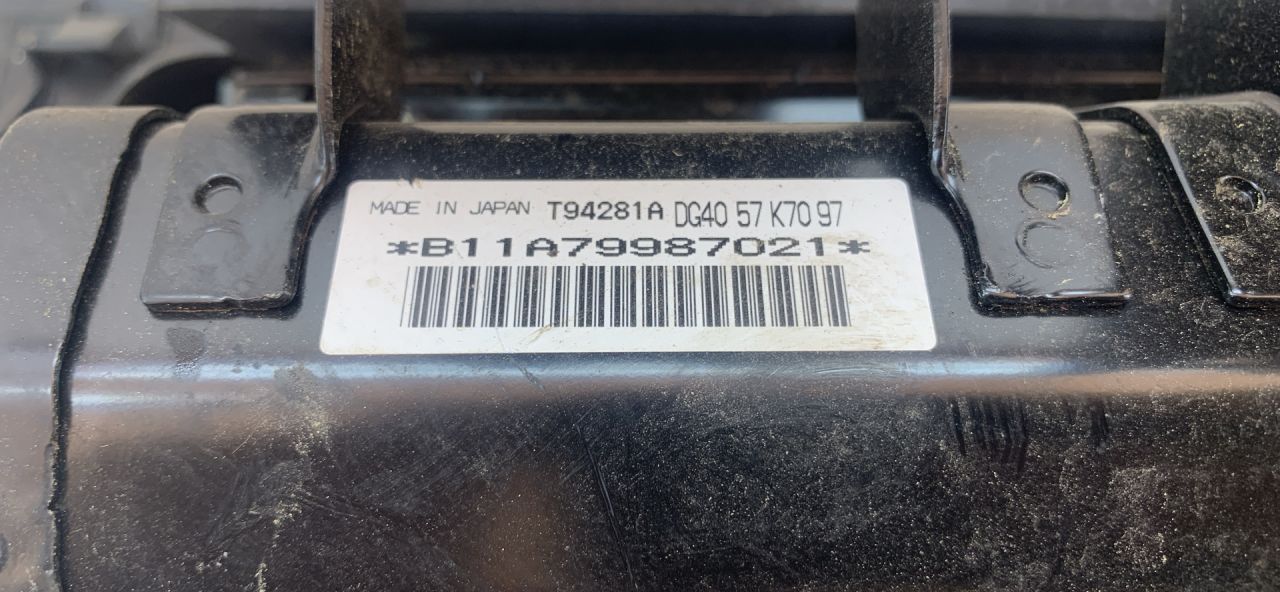 MADE IN JAPAN T94281A DG40 57 K70 97
*B11A79987021*